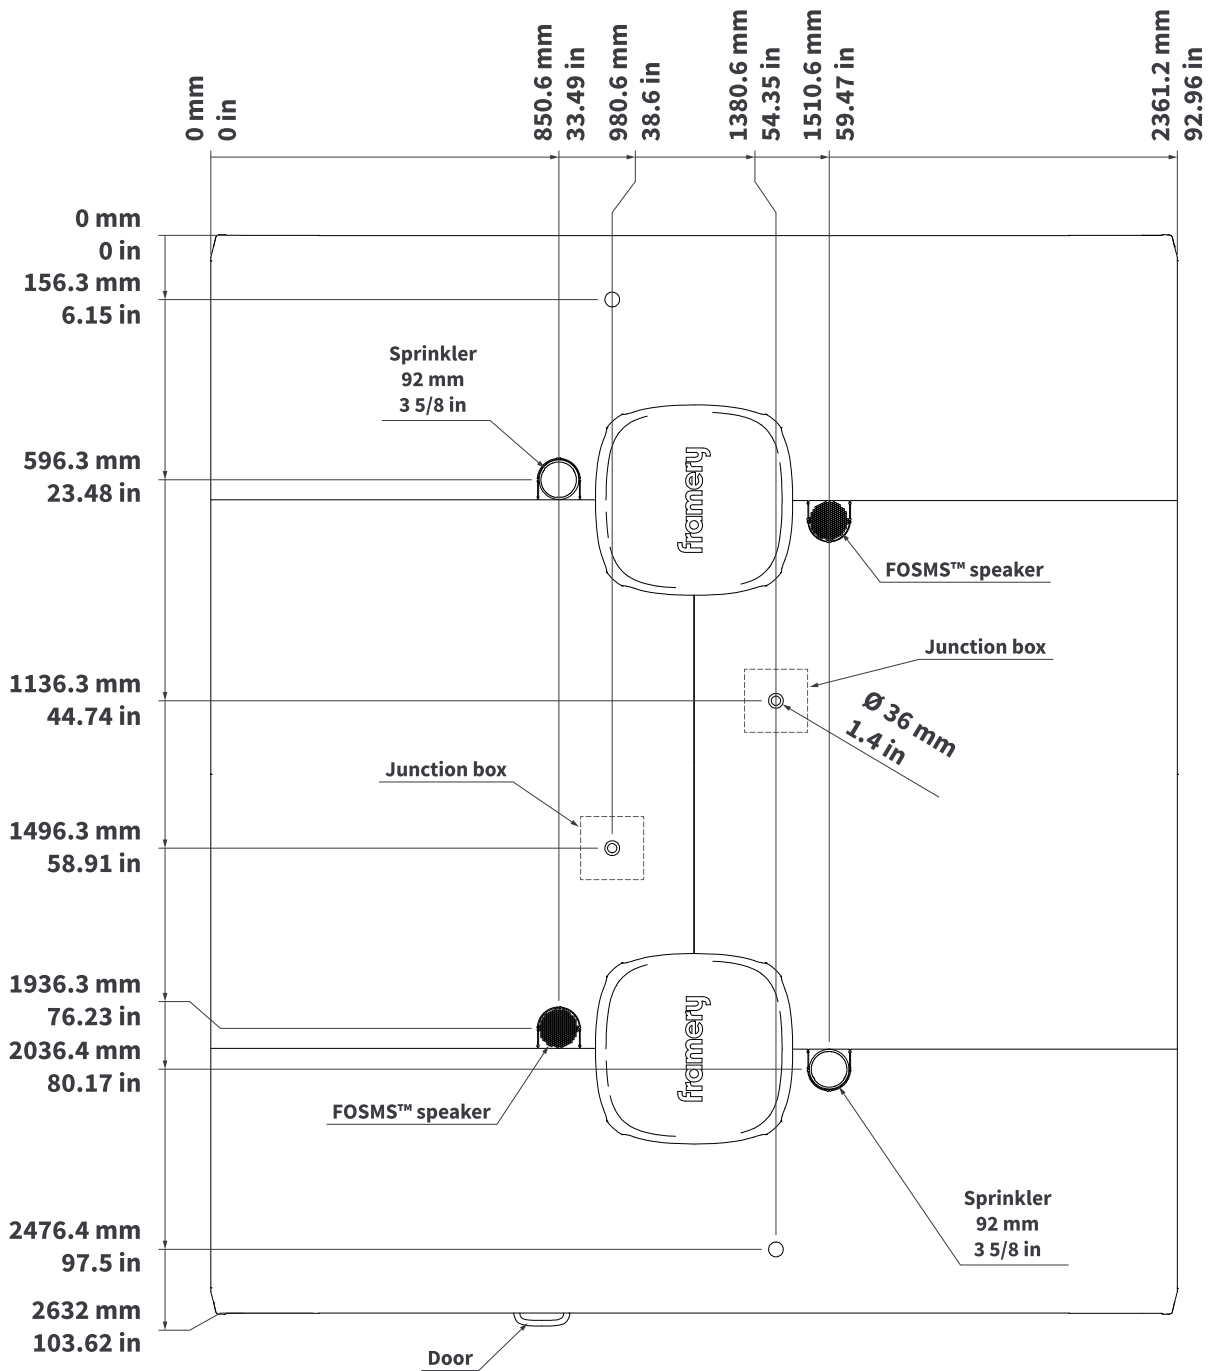 0 mm
0 in
850.6 mm
33.49 in
980.6 mm
38.6 in
1380.6 mm
54.35 in
1510.6 mm
59.47 in
2361.2 mm
92.96 in
0 mm
0 in
156.3 mm
6.15 in
Sprinkler
92 mm
3 5/8 in
596.3 mm
23.48 in
framery
FOSMS™ speaker
Junction box
1136.3 mm
44.74 in
Ø 36 mm
1.4 in
Junction box
1496.3 mm
58.91 in
1936.3 mm
76.23 in
2036.4 mm
80.17 in
framery
FOSMS™ speaker
Sprinkler
92 mm
3 5/8 in
2476.4 mm
97.5 in
2632 mm
103.62 in
Door